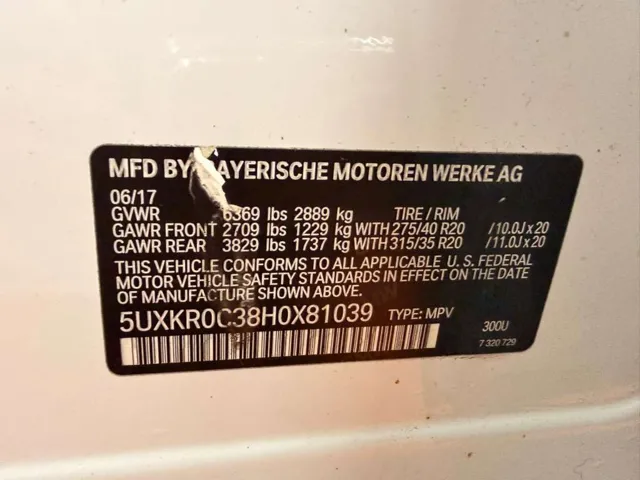 MFD BY BAYERISCHE MOTOREN WERKE AG
06/17
GVWR 6369 lbs 2889 kg TIRE / RIM
GAWR FRONT 2709 lbs 1229 kg WITH 275/40 R20 /10.0J x 20
GAWR REAR 3829 lbs 1737 kg WITH 315/35 R20 /11.0J x 20
THIS VEHICLE CONFORMS TO ALL APPLICABLE U. S. FEDERAL
MOTOR VEHICLE SAFETY STANDARDS IN EFFECT ON THE DATE
OF MANUFACTURE SHOWN ABOVE.
5UXKR0C38H0X81039 TYPE: MPV
300U
7 320 729